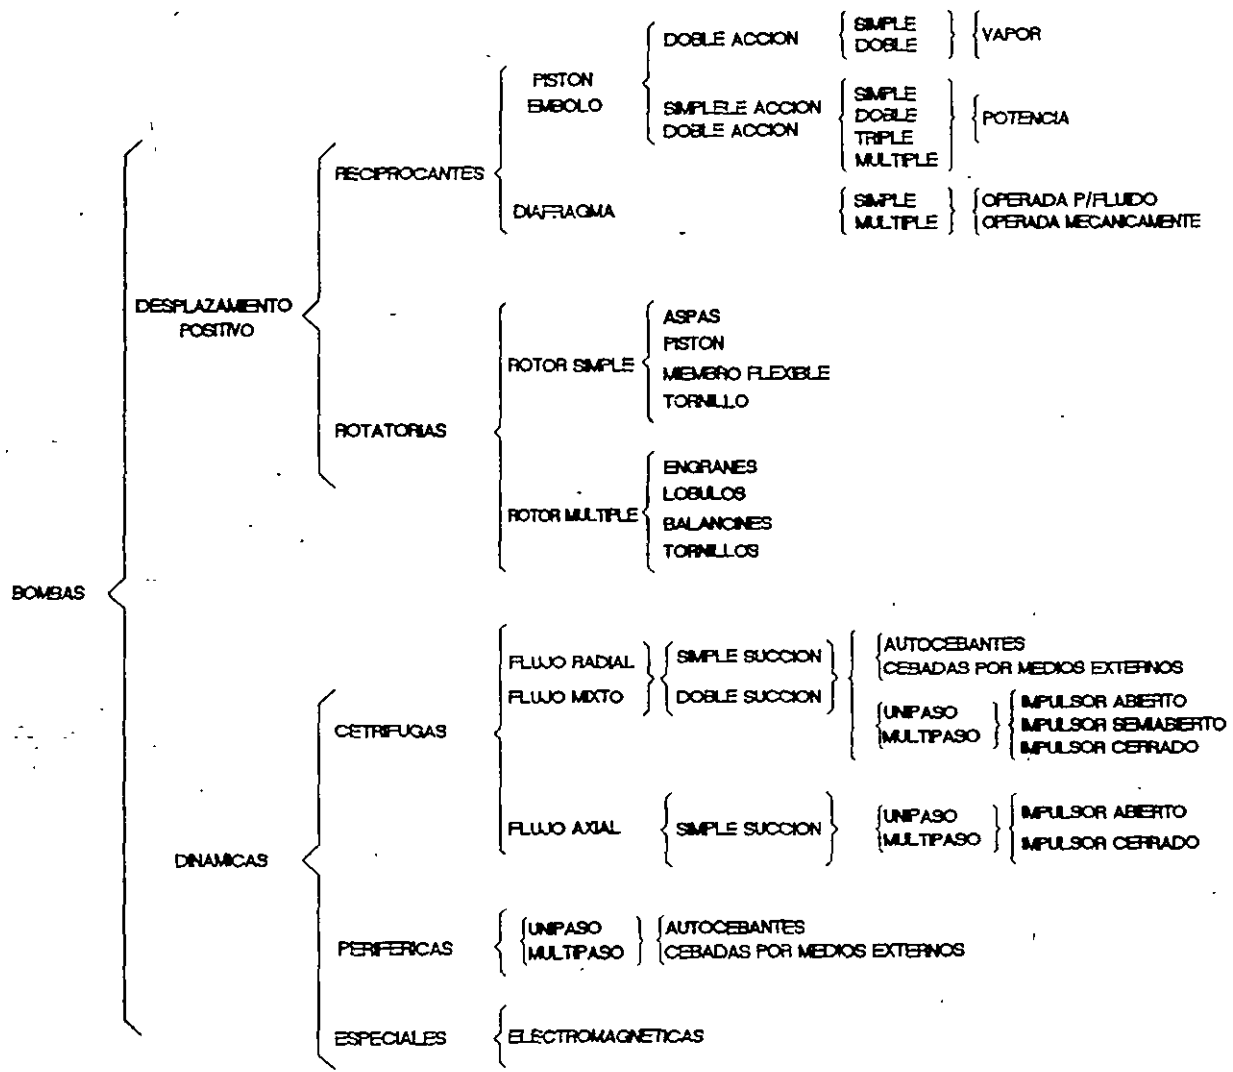 DOBLE ACCION
SIMPLE
DOBLE
VAPOR
PISTON
EMBOLO
SIMPLELE ACCION
DOBLE ACCION
SIMPLE
DOBLE
TRIPLE
MULTIPLE
POTENCIA
RECIPROCANTES
DIAFRAGMA
SIMPLE
MULTIPLE
OPERADA P/FLUIDO
OPERADA MECANICAMENTE
DESPLAZAMIENTO
POSITIVO
ROTOR SIMPLE
ASPAS
PISTON
MIEMBRO FLEXIBLE
TORNILLO
ROTATORIAS
ROTOR MULTIPLE
ENGRANES
LOBULOS
BALANCINES
TORNILLOS
BOMBAS
FLUJO RADIAL
FLUJO MIXTO
SIMPLE SUCCION
DOBLE SUCCION
AUTOCEBANTES
CEBADAS POR MEDIOS EXTERNOS
UNIPASO
MULTIPASO
IMPULSOR ABIERTO
IMPULSOR SEMIABIERTO
IMPULSOR CERRADO
CETRIFUGAS
FLUJO AXIAL
SIMPLE SUCCION
UNIPASO
MULTIPASO
IMPULSOR ABIERTO
IMPULSOR CERRADO
DINAMICAS
PERIFERICAS
UNIPASO
MULTIPASO
AUTOCEBANTES
CEBADAS POR MEDIOS EXTERNOS
ESPECIALES
ELECTROMAGNETICAS